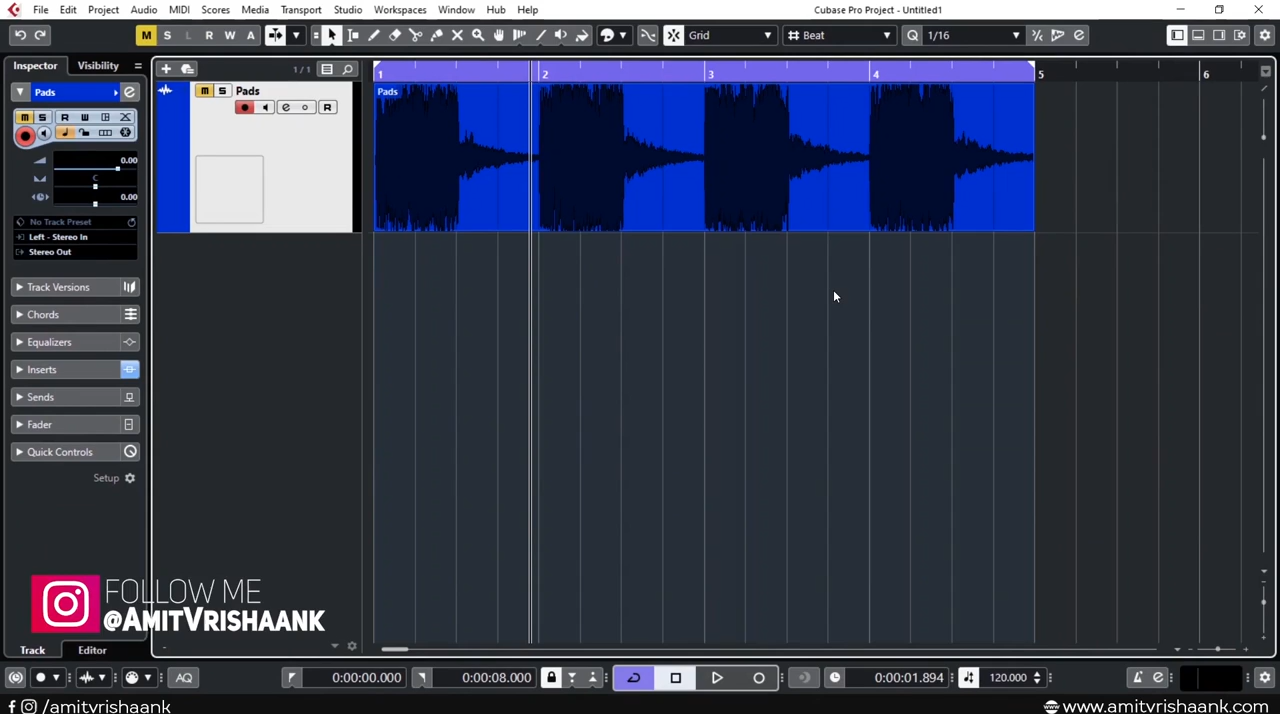 File Edit Project Audio MIDI Scores Media Transport Studio Workspaces Window Hub Help Cubase Pro Project - Untitled1
M S L R W A Grid Beat Q 1/16
Inspector Visibility 1/1 1 2 3 4 5 6
Pads M S Pads Pads
M S R W
R
0.00
C
0.00
No Track Preset
Left - Stereo In
Stereo Out
Track Versions
Chords
Equalizers
Inserts
Sends
Fader
Quick Controls
Setup
FOLLOW ME
@AMITVRISHAANK
Track Editor
AQ 0:00:00.000 0:00:08.000 0:00:01.894 120.000
/amitvrishaank www.amitvrishaank.com